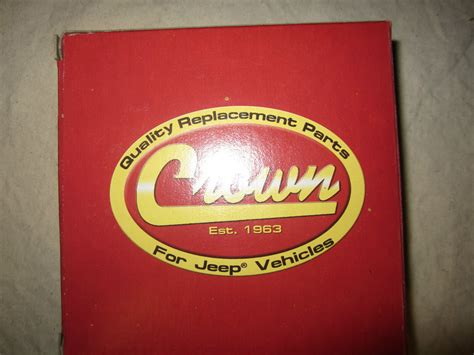 Quality Replacement Parts
Crown
Est. 1963
For Jeep® Vehicles